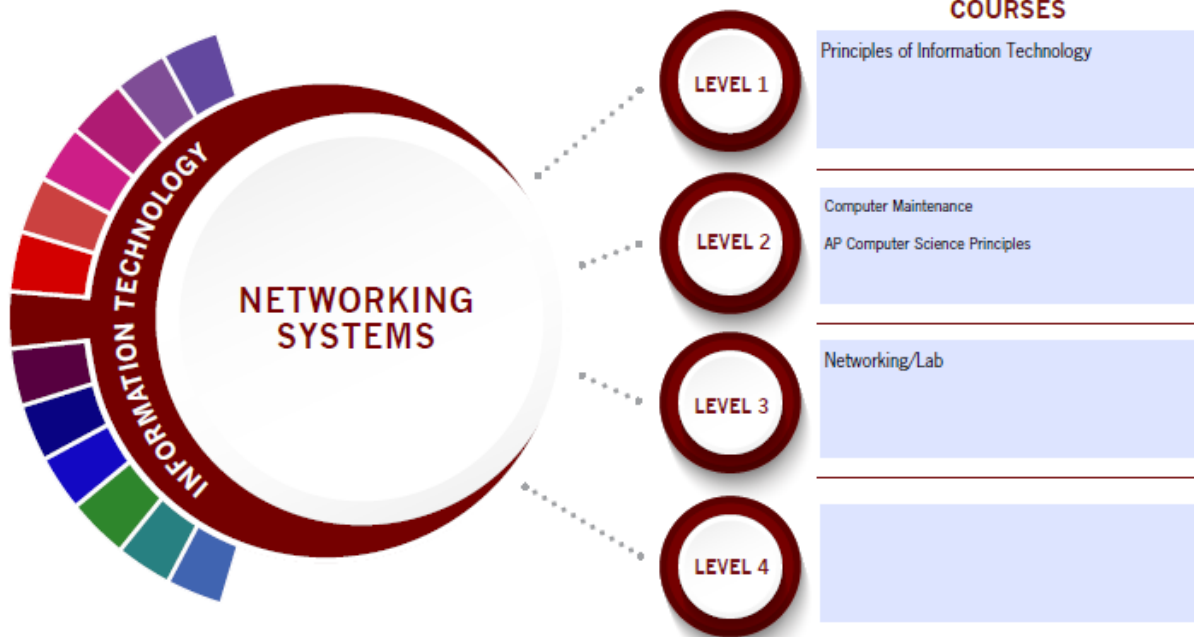 COURSES
INFORMATION TECHNOLOGY
NETWORKING
SYSTEMS
LEVEL 1
Principles of Information Technology
LEVEL 2
Computer Maintenance
AP Computer Science Principles
LEVEL 3
Networking/Lab
LEVEL 4